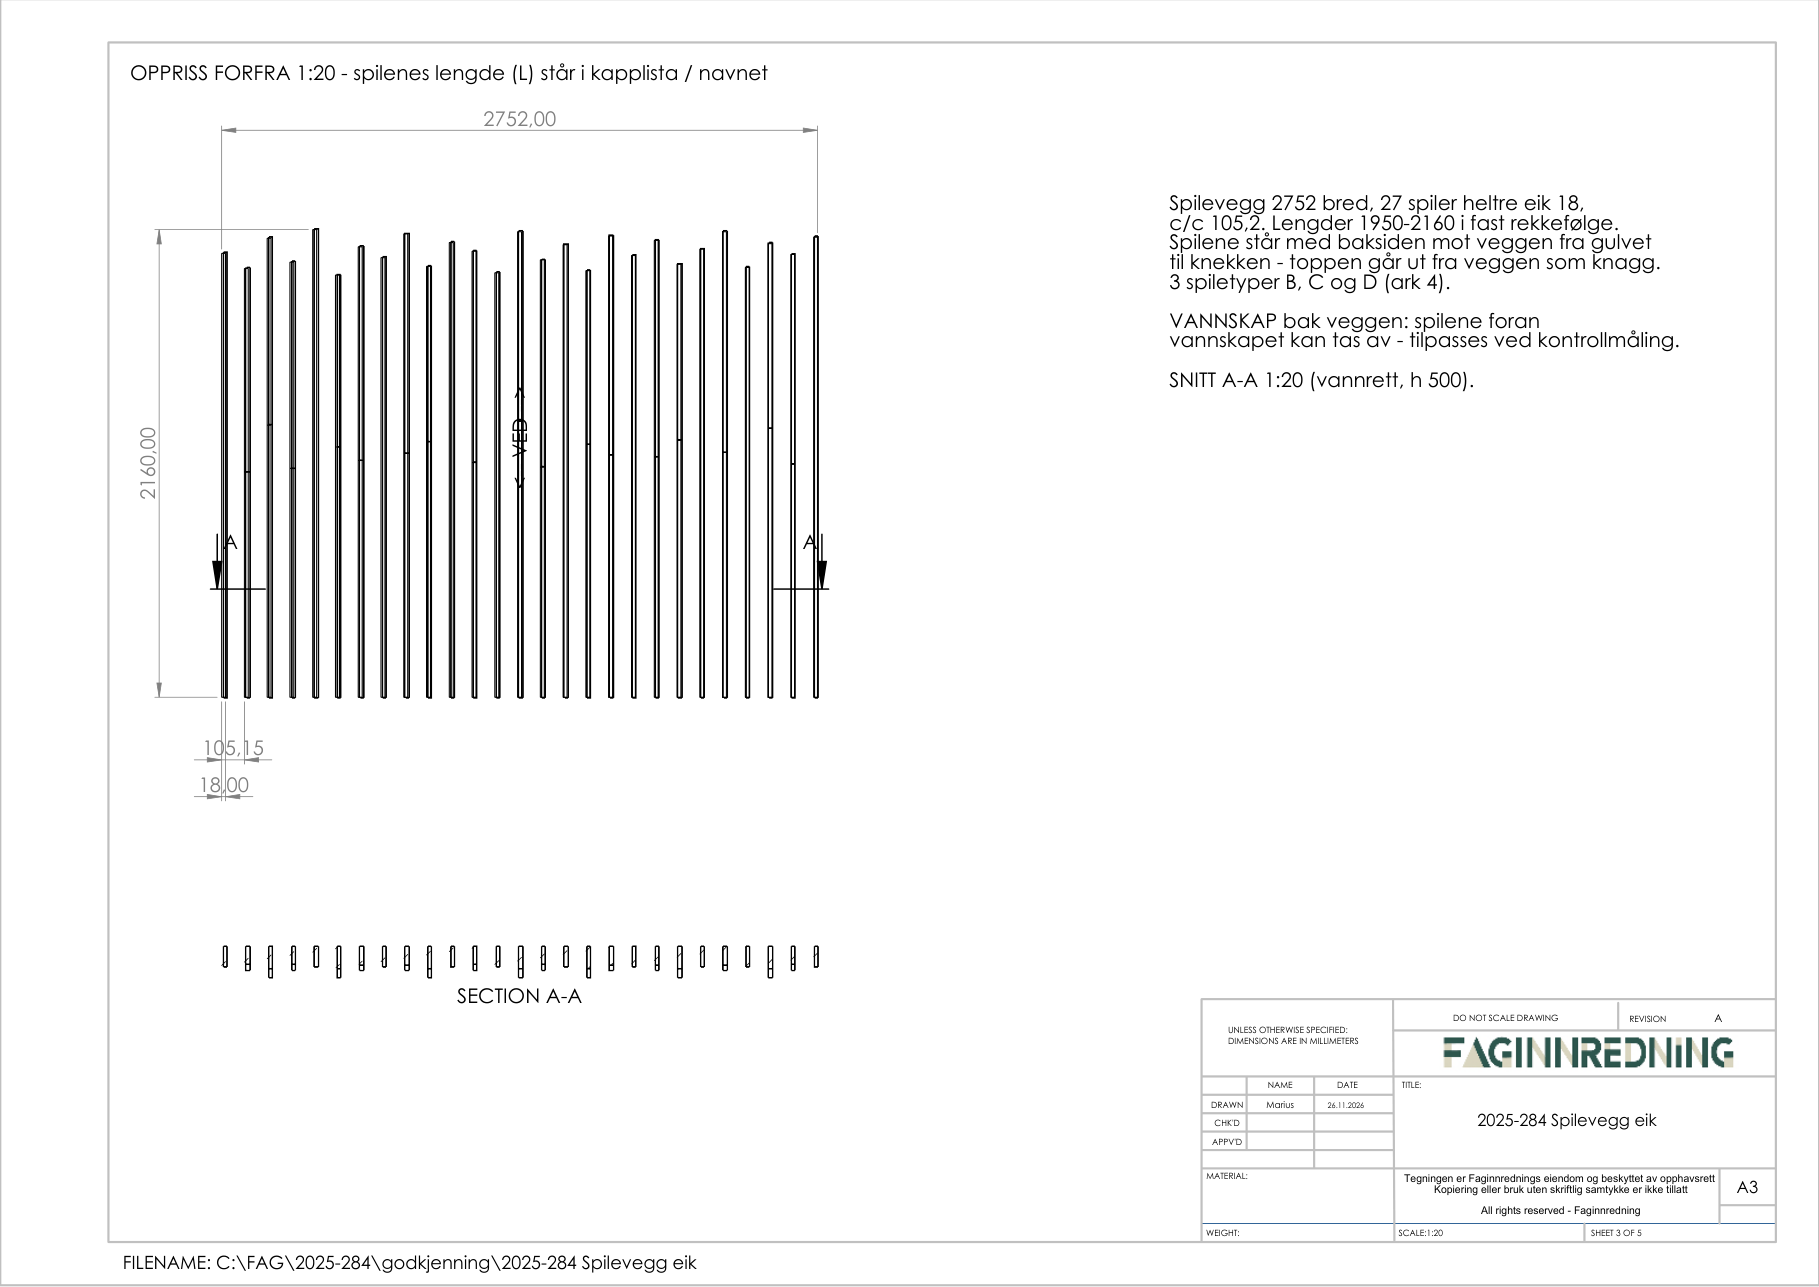 OPPRISS FORFRA 1:20 - spilenes lengde (L) står i kapplista / navnet
2752,00
Spilevegg 2752 bred, 27 spiler heltre eik 18,
c/c 105,2. Lengder 1950-2160 i fast rekkefølge.
Spilene står med baksiden mot veggen fra gulvet
til knekken - toppen går ut fra veggen som knagg.
3 spiletyper B, C og D (ark 4).
VANNSKAP bak veggen: spilene foran
vannskapet kan tas av - tilpasses ved kontrollmåling.
SNITT A-A 1:20 (vannrett, h 500).
2160,00
< VED >
A
A
105,15
18,00
SECTION A-A
UNLESS OTHERWISE SPECIFIED:
DIMENSIONS ARE IN MILLIMETERS
DO NOT SCALE DRAWING
REVISION A
FAGINNREDNING
NAME DATE
DRAWN Marius 26.11.2026
CHK'D
APPV'D
TITLE:
2025-284 Spilevegg eik
MATERIAL:
Tegningen er Faginnrednings eiendom og beskyttet av opphavsrett
Kopiering eller bruk uten skriftlig samtykke er ikke tillatt
All rights reserved - Faginnredning
A3
WEIGHT:
SCALE:1:20
SHEET 3 OF 5
FILENAME: C:\FAG\2025-284\godkjenning\2025-284 Spilevegg eik